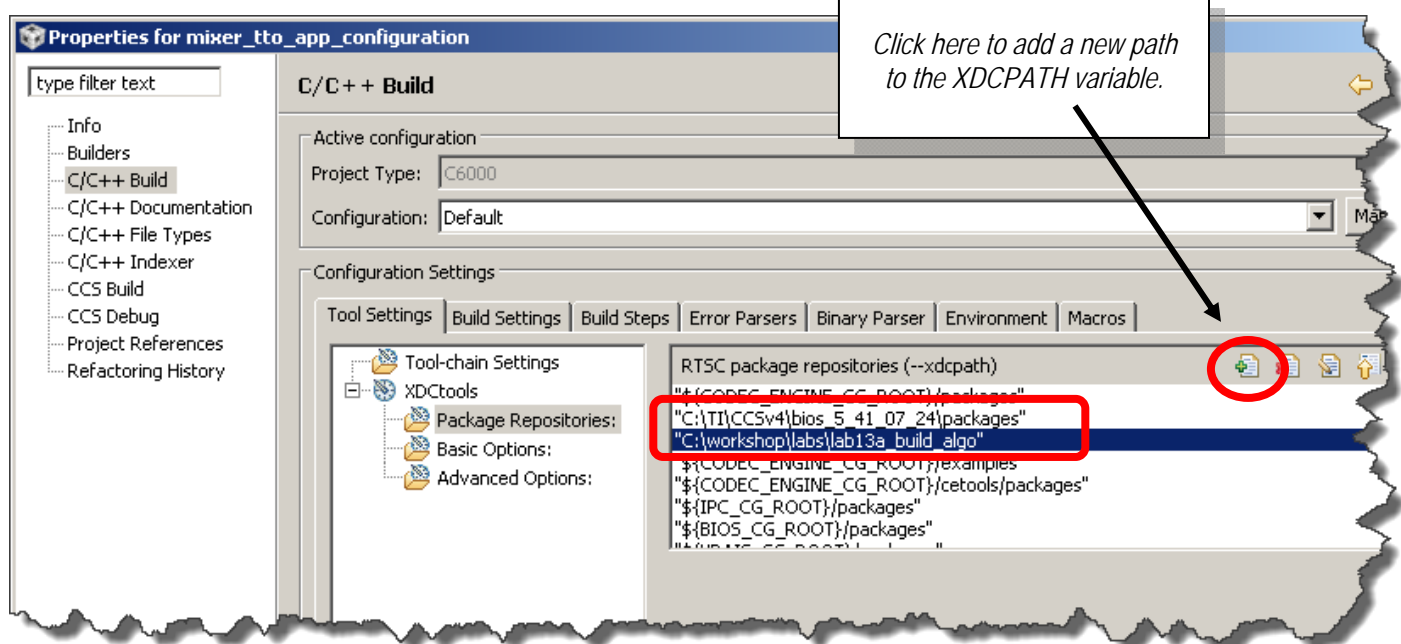 Properties for mixer_tto_app_configuration
Click here to add a new path
to the XDCPATH variable.
type filter text
Info
Builders
C/C++ Build
C/C++ Documentation
C/C++ File Types
C/C++ Indexer
CCS Build
CCS Debug
Project References
Refactoring History
C/C++ Build
Active configuration
Project Type: C6000
Configuration: Default
Configuration Settings
Tool Settings Build Settings Build Steps Error Parsers Binary Parser Environment Macros
Tool-chain Settings
XDCtools
Package Repositories:
Basic Options:
Advanced Options:
RTSC package repositories (--xdcpath)
"${CODEC_ENGINE_CG_ROOT}/packages"
"C:\TI\CCSv4\bios_5_41_07_24\packages"
"C:\workshop\labs\lab13a_build_algo"
"${CODEC_ENGINE_CG_ROOT}/examples"
"${CODEC_ENGINE_CG_ROOT}/cetools/packages"
"${IPC_CG_ROOT}/packages"
"${BIOS_CG_ROOT}/packages"